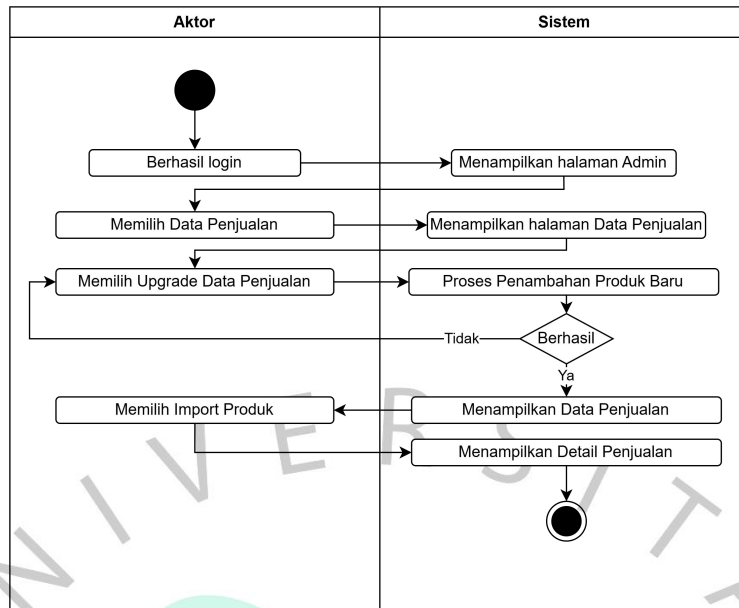 Aktor
Sistem
Berhasil login
Menampilkan halaman Admin
Memilih Data Penjualan
Menampilkan halaman Data Penjualan
Memilih Upgrade Data Penjualan
Proses Penambahan Produk Baru
Tidak
Berhasil
Ya
Memilih Import Produk
Menampilkan Data Penjualan
Menampilkan Detail Penjualan
NIVERSIT